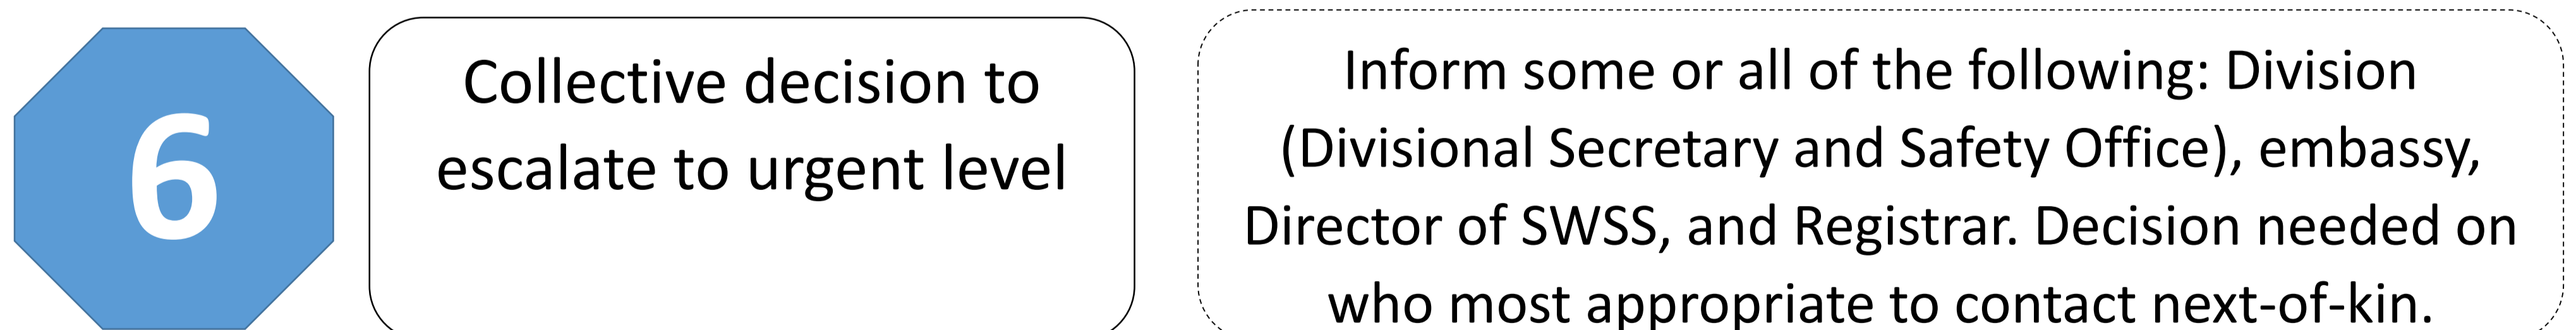 6
Collective decision to
escalate to urgent level
Inform some or all of the following: Division
(Divisional Secretary and Safety Office), embassy,
Director of SWSS, and Registrar. Decision needed on
who most appropriate to contact next-of-kin.